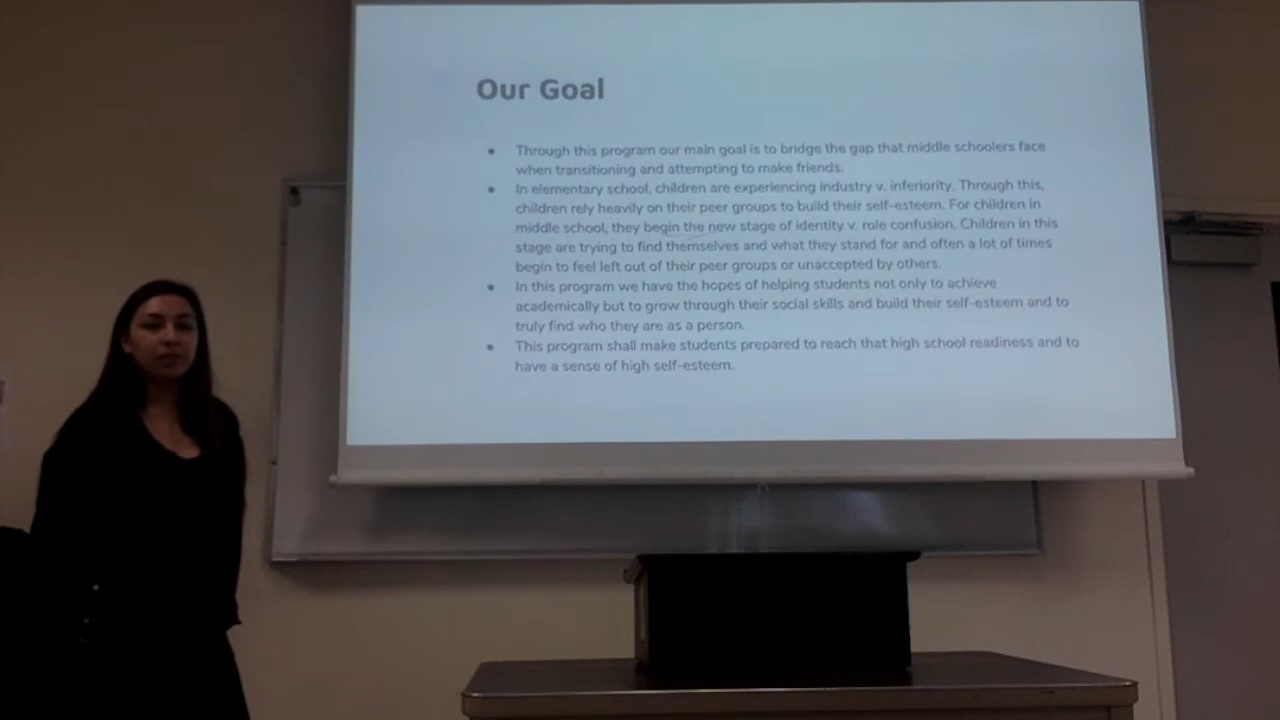 Our Goal
Through this program our main goal is to bridge the gap that middle schoolers face
when transitioning and attempting to make friends.
In elementary school, children are experiencing industry v. inferiority. Through this,
children rely heavily on their peer groups to build their self-esteem. For children in
middle school, they begin the new stage of identity v. role confusion. Children in this
stage are trying to find themselves and what they stand for and often a lot of times
begin to feel left out of their peer groups or unaccepted by others.
In this program we have the hopes of helping students not only to achieve
academically but to grow through their social skills and build their self-esteem and to
truly find who they are as a person.
This program shall make students prepared to reach that high school readiness and to
have a sense of high self-esteem.